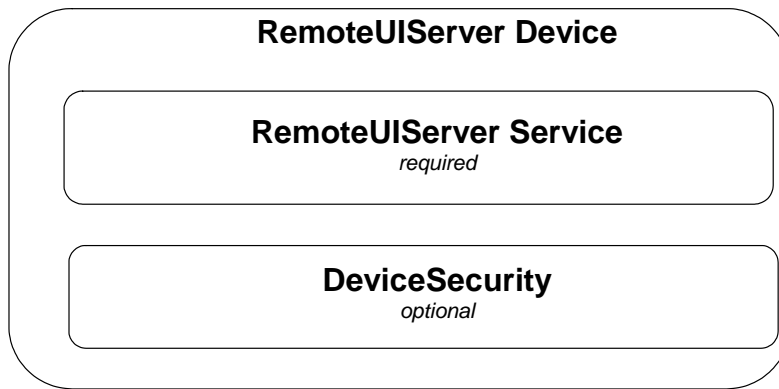 RemoteUIServer Device
RemoteUIServer Service
required
DeviceSecurity
optional